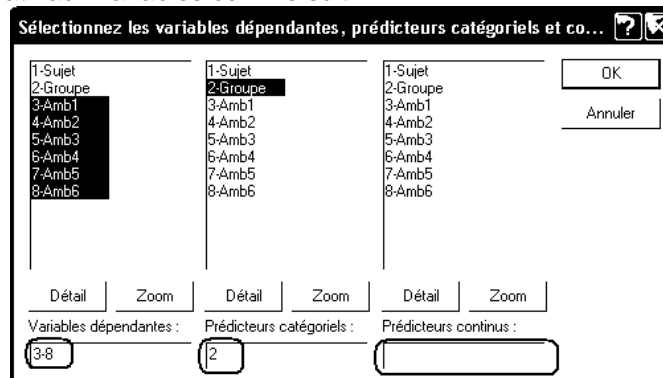 Sélectionnez les variables dépendantes, prédicteurs catégoriels et co...
1-Sujet
2-Groupe
3-Amb1
4-Amb2
5-Amb3
6-Amb4
7-Amb5
8-Amb6
1-Sujet
2-Groupe
3-Amb1
4-Amb2
5-Amb3
6-Amb4
7-Amb5
8-Amb6
1-Sujet
2-Groupe
3-Amb1
4-Amb2
5-Amb3
6-Amb4
7-Amb5
8-Amb6
OK
Annuler
Détail Zoom Détail Zoom Détail Zoom
Variables dépendantes : Prédicteurs catégoriels : Prédicteurs continus :
3-8 2